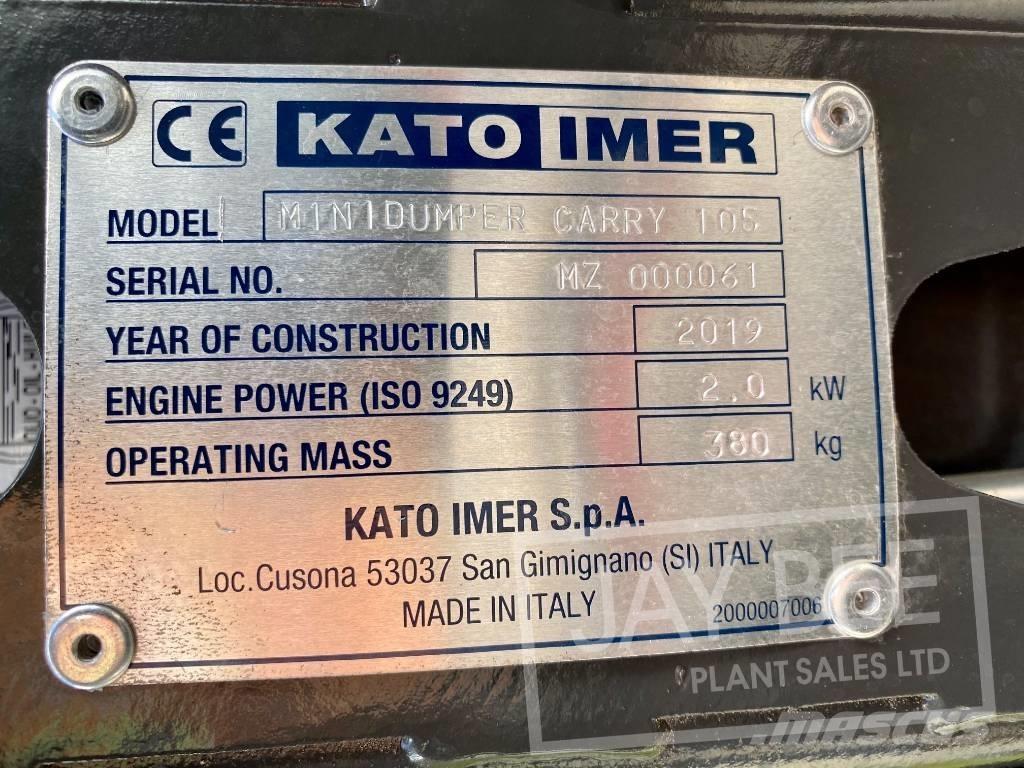 CE KATO IMER
MODEL MINIDUMPER CARRY 105
SERIAL NO. MZ 000061
YEAR OF CONSTRUCTION 2019
ENGINE POWER (ISO 9249) 2.0 kW
OPERATING MASS 380 kg
KATO IMER S.p.A.
Loc.Cusona 53037 San Gimignano (SI) ITALY
MADE IN ITALY
2000007006
JAY BEE
PLANT SALES LTD
mascus